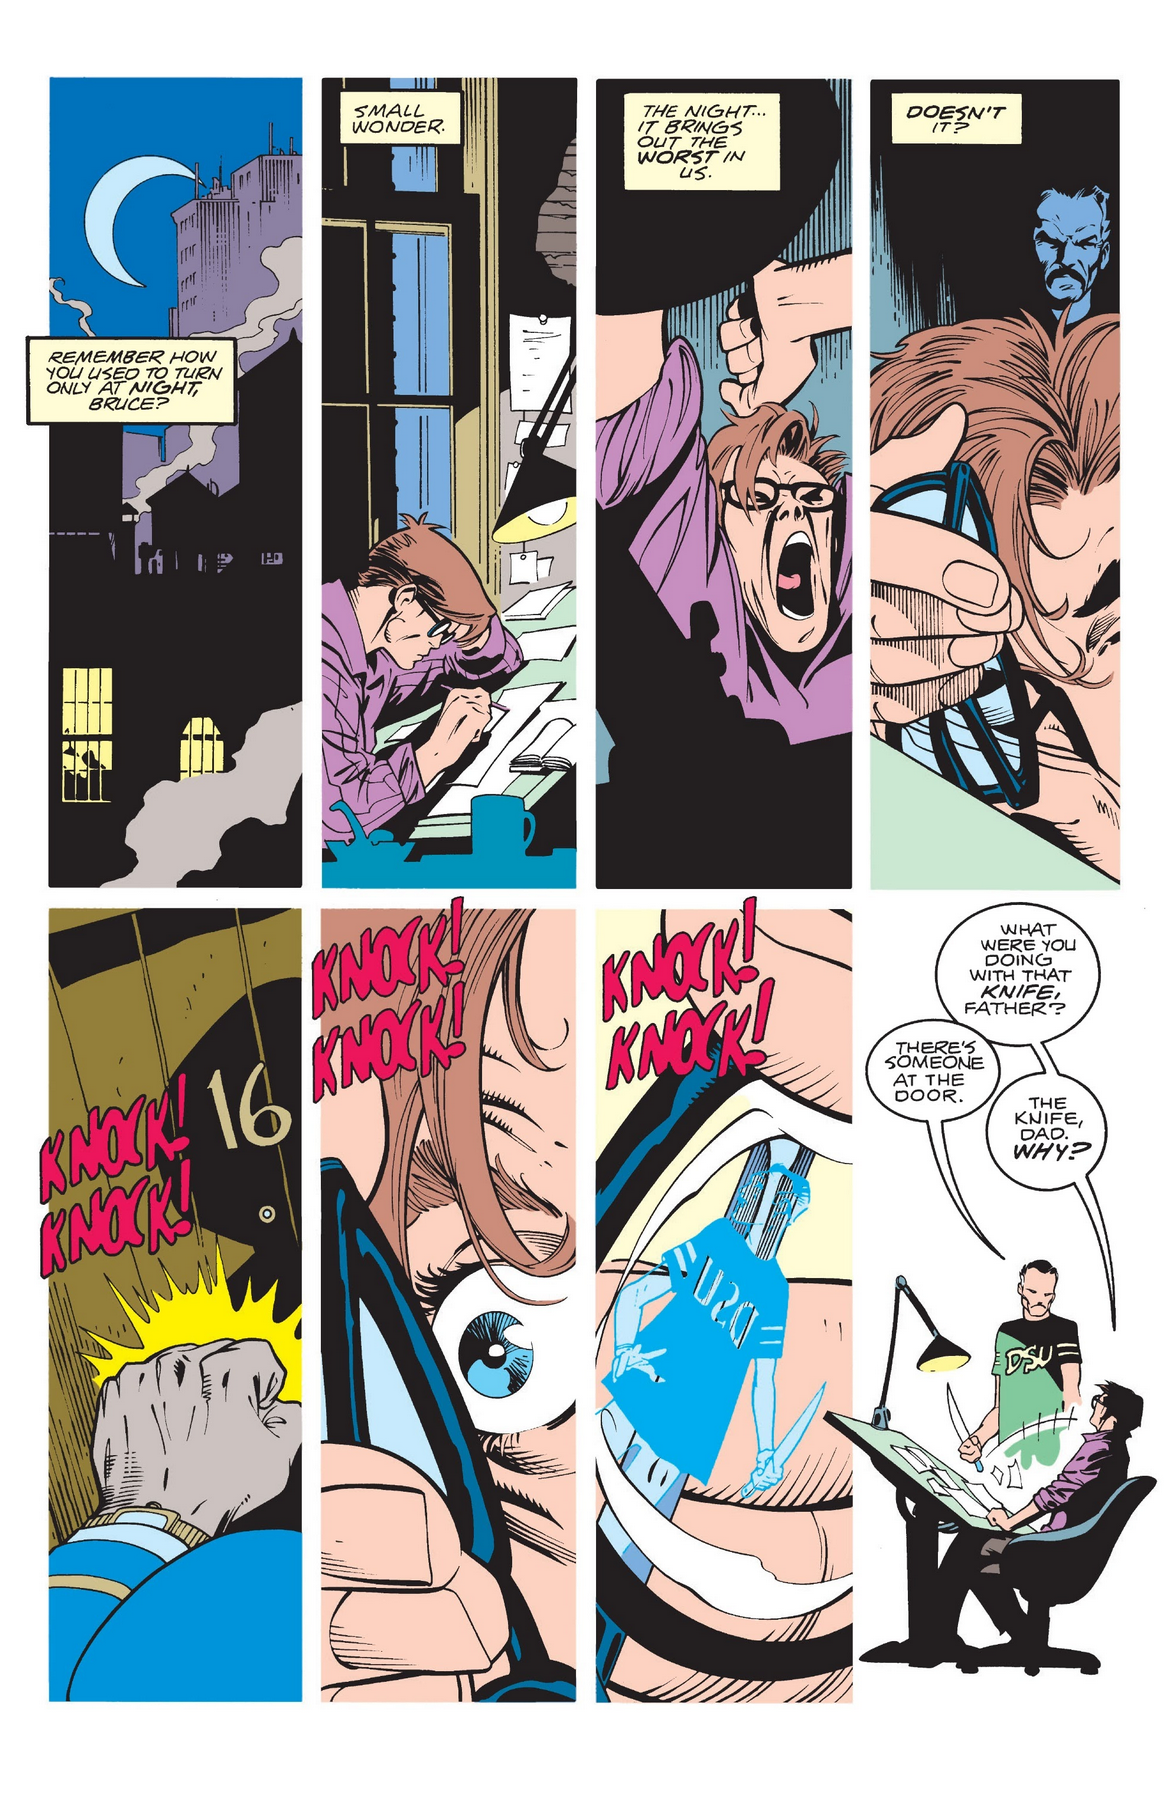 REMEMBER HOW
YOU USED TO TURN
ONLY AT NIGHT,
BRUCE?
SMALL
WONDER.
THE NIGHT...
IT BRINGS
OUT THE
WORST IN
US.
DOESN'T
IT?
KNOCK!
KNOCK!
16
KNOCK!
KNOCK!
KNOCK!
KNOCK!
DSU
WHAT
WERE YOU
DOING
WITH THAT
KNIFE,
FATHER?
THERE'S
SOMEONE
AT THE
DOOR.
THE
KNIFE,
DAD.
WHY?
DSU